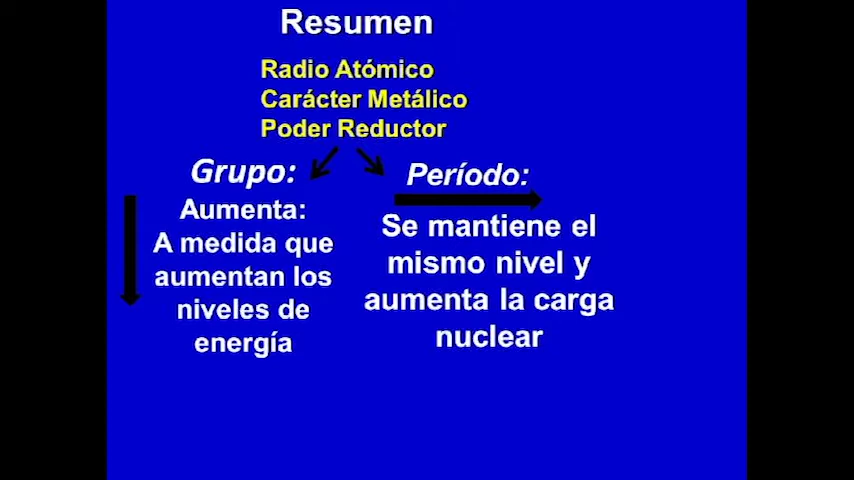 Resumen
Radio Atómico
Carácter Metálico
Poder Reductor
Grupo:
Aumenta:
A medida que
aumentan los
niveles de
energía
Período:
Se mantiene el
mismo nivel y
aumenta la carga
nuclear